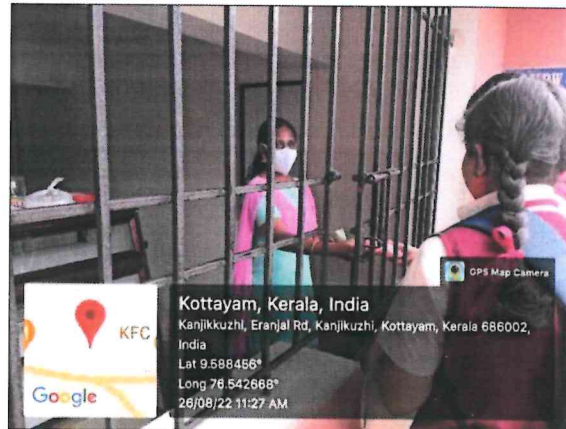 GPS Map Camera
Kottayam, Kerala, India
Kanjikkuzhi, Eranjal Rd, Kanjikuzhi, Kottayam, Kerala 686002,
India
Lat 9.588456°
Long 76.542668°
26/08/22 11:27 AM
KFC
Google